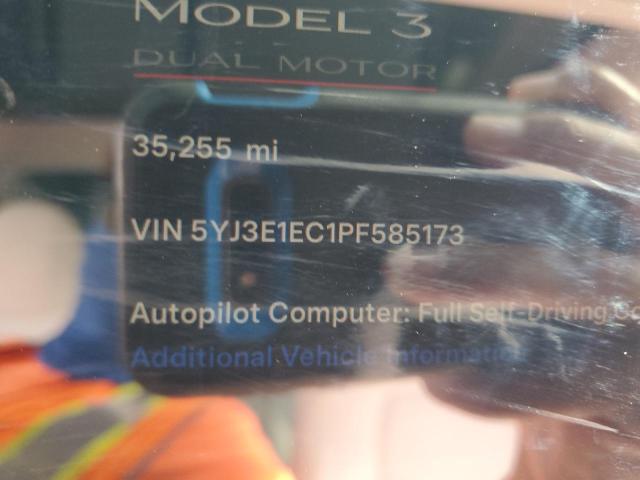 MODEL 3
DUAL MOTOR
35,255 mi
VIN 5YJ3E1EC1PF585173
Autopilot Computer: Full Self-Driving
Additional Vehicle Information